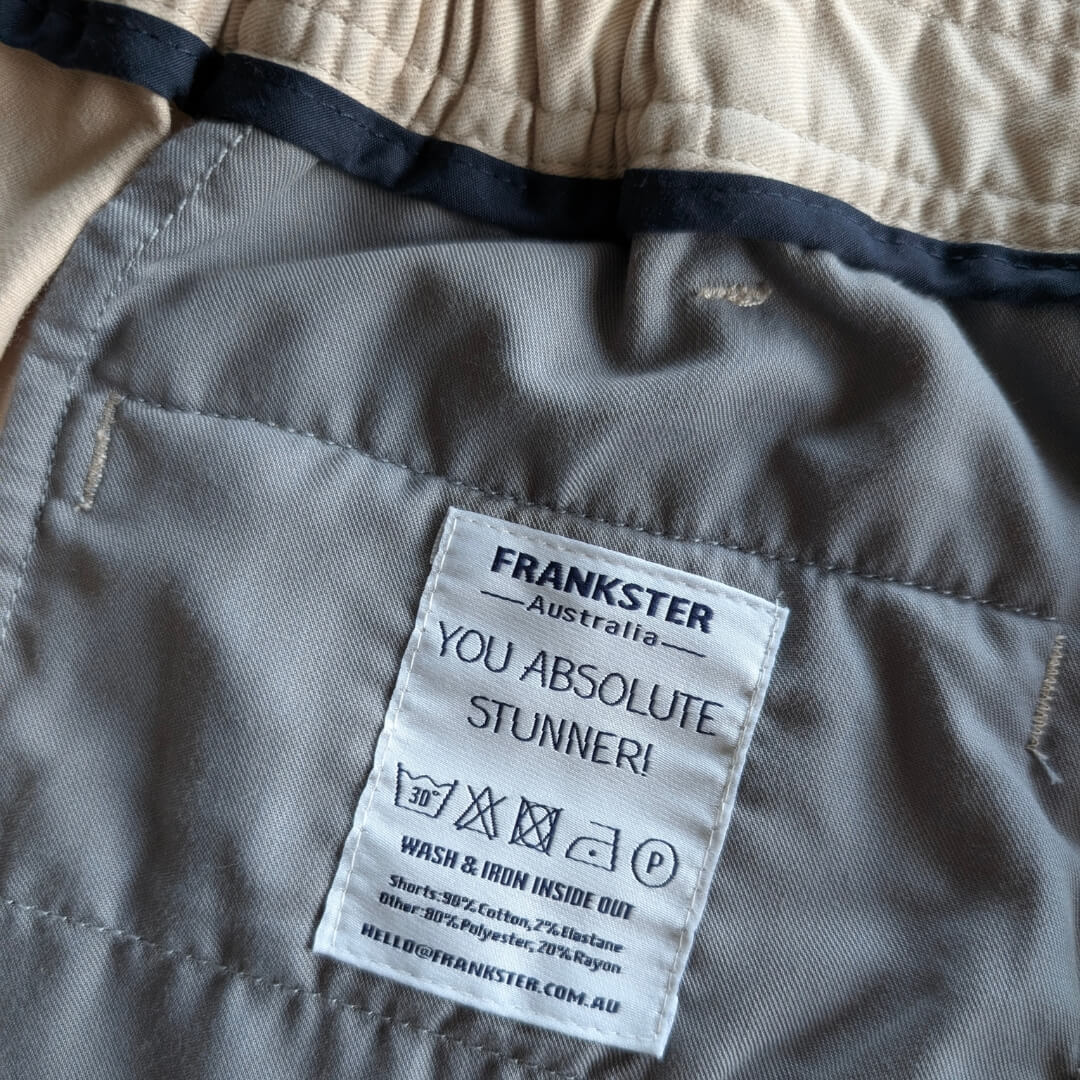 FRANKSTER
Australia
YOU ABSOLUTE
STUNNER!
30°
P
WASH & IRON INSIDE OUT
Shorts:98%Cotton,2%Elastane
Other:80%Polyester,20%Rayon
HELLO@FRANKSTER.COM.AU